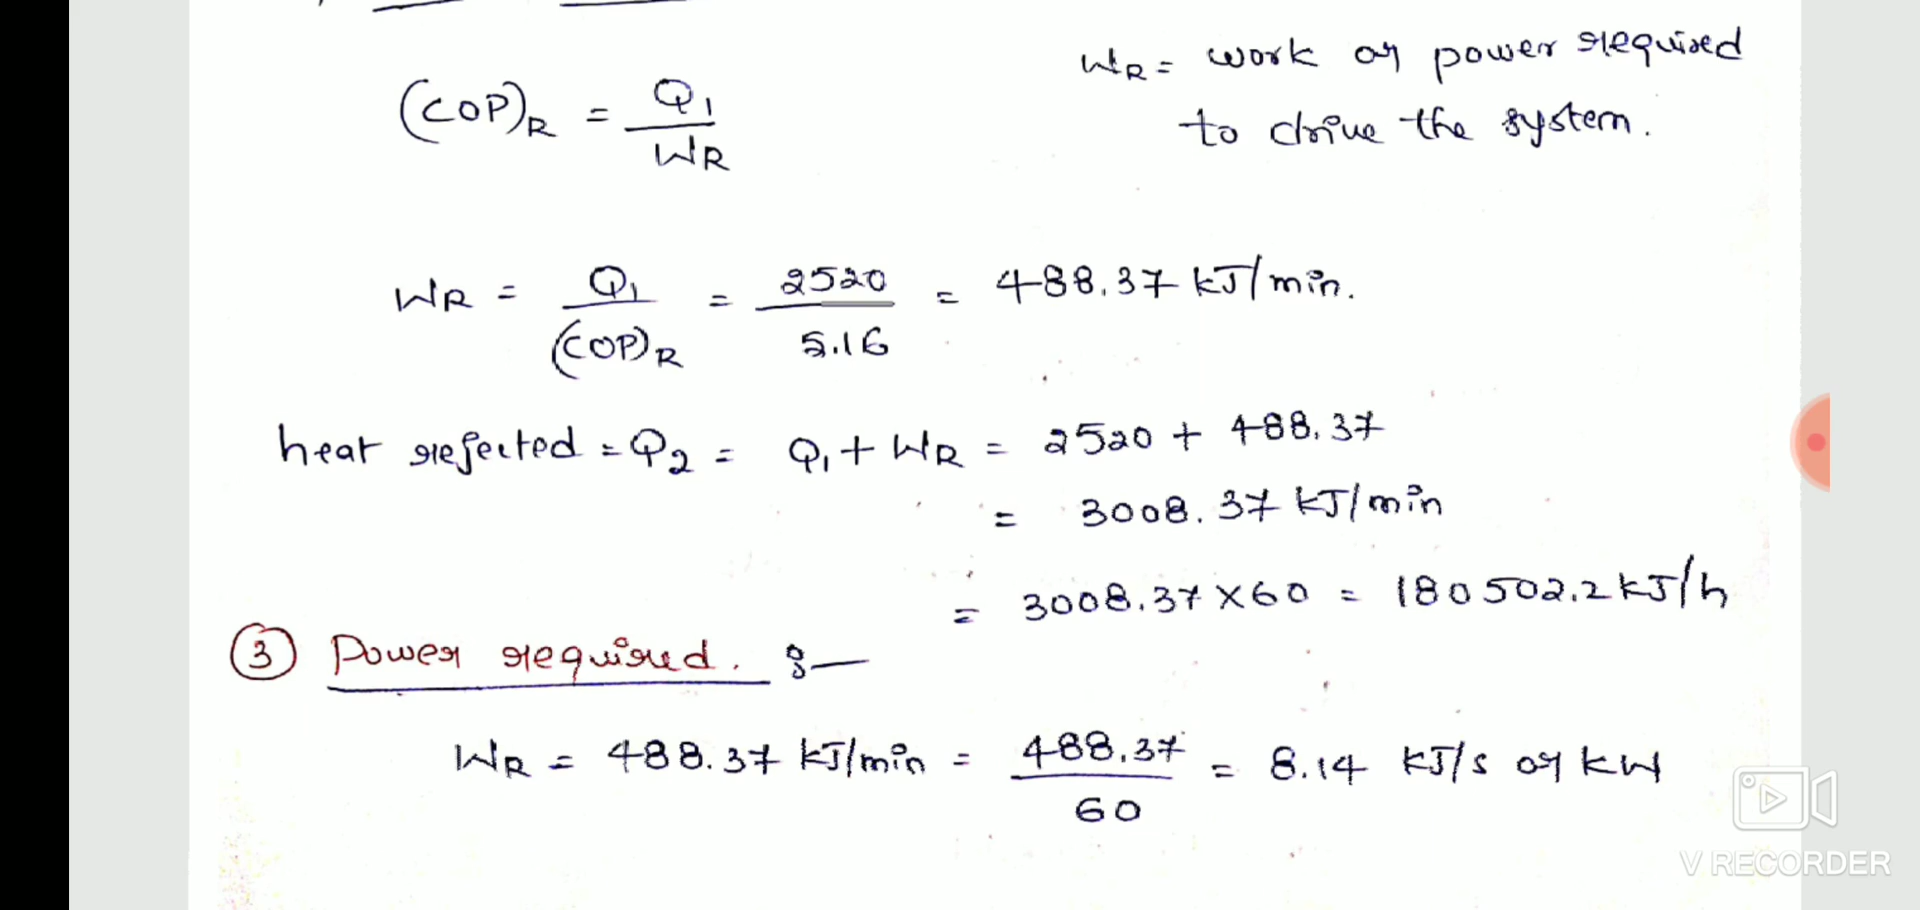 (COP)R = Q1/WR
WR = work or power required
to drive the system.
WR = Q1/(COP)R = 2520/5.16 = 488.37 kJ/min.
heat rejected = Q2 = Q1 + WR = 2520 + 488.37
= 3008.37 kJ/min
= 3008.37 × 60 = 180502.2 kJ/h
③ Power required. :—
WR = 488.37 kJ/min = 488.37/60 = 8.14 kJ/s or kW
V RECORDER